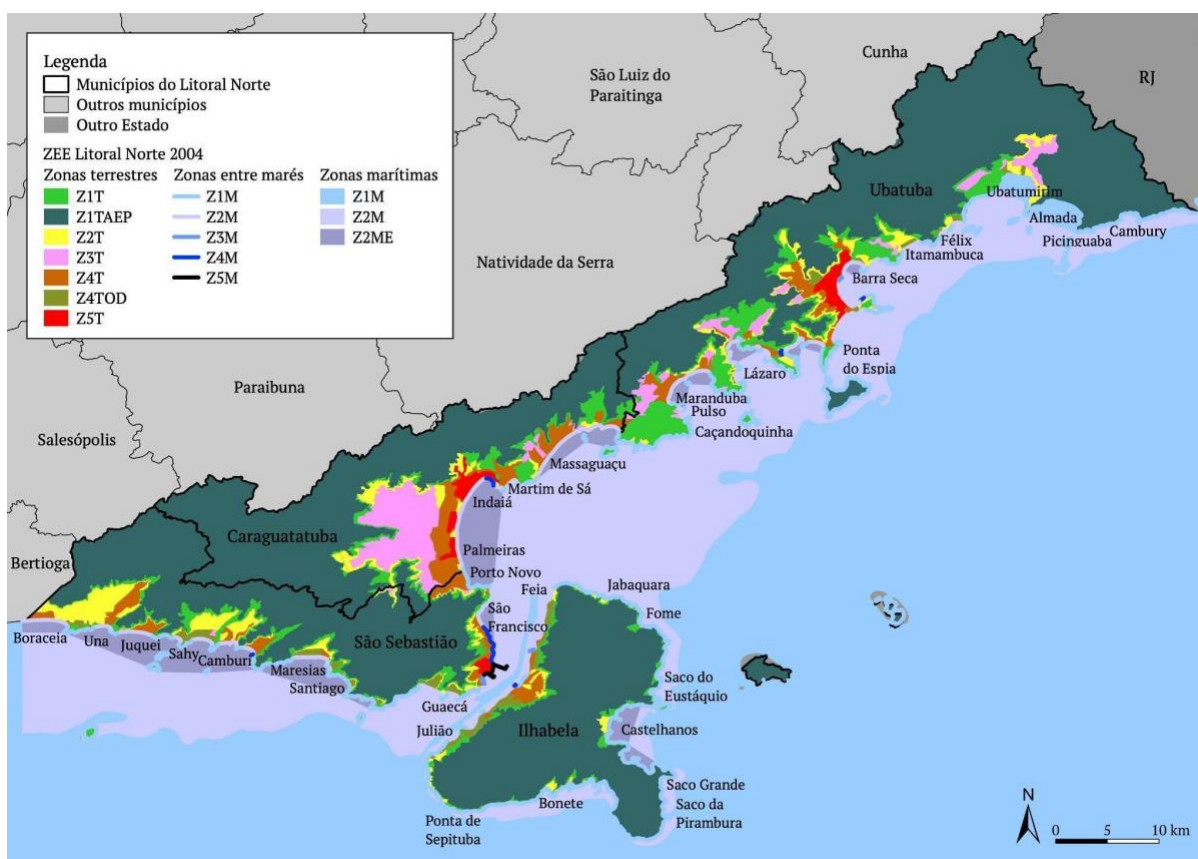 Legenda
Municípios do Litoral Norte
Outros municípios
Outro Estado
ZEE Litoral Norte 2004
Zonas terrestres
Z1T
Z1TAEP
Z2T
Z3T
Z4T
Z4TOD
Z5T
Zonas entre marés
Z1M
Z2M
Z3M
Z4M
Z5M
Zonas marítimas
Z1M
Z2M
Z2ME
Cunha
RJ
São Luiz do
Paraitinga
Ubatuba
Ubatumirim
Almada
Cambury
Picinguaba
Félix
Itamambuca
Natividade da Serra
Barra Seca
Ponta
do Espia
Lázaro
Paraibuna
Maranduba
Pulso
Caçandoquinha
Salesópolis
Massaguaçu
Martim de Sá
Indaiá
Caraguatatuba
Palmeiras
Bertioga
Porto Novo
Feia
Jabaquara
Fome
São
Francisco
São Sebastião
Boraceia
Una
Juquei
Sahy
Camburi
Maresias
Santiago
Saco do
Eustáquio
Guaecá
Julião
Ilhabela
Castelhanos
Saco Grande
Saco da
Pirambura
Bonete
Ponta de
Sepituba
N
0 5 10 km